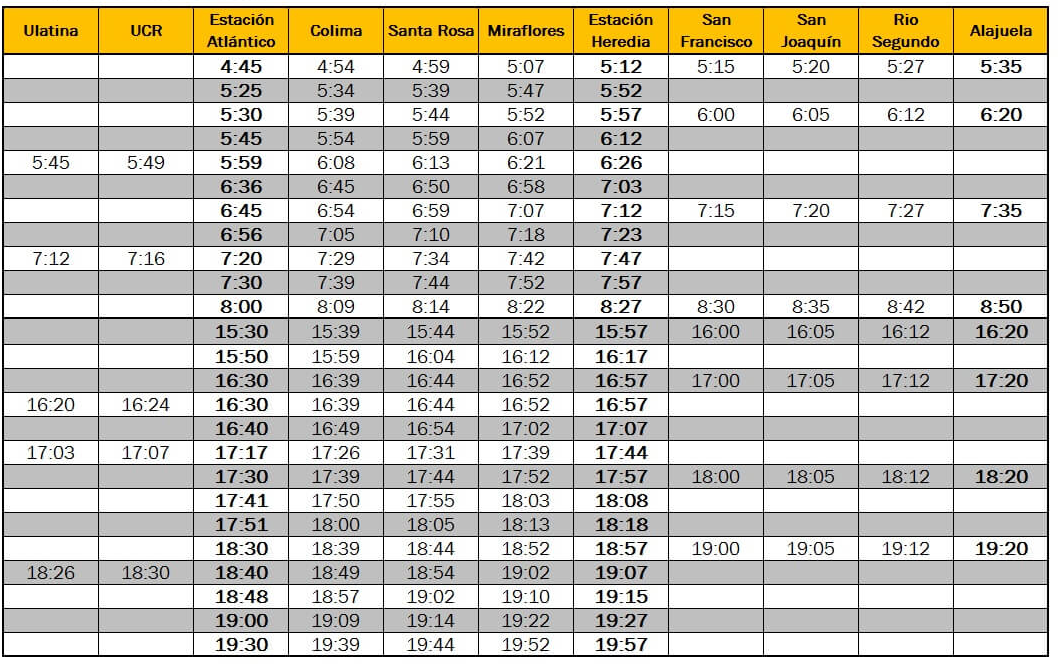 Ulatina UCR Estación Atlántico Colima Santa Rosa Miraflores Estación Heredia San Francisco San Joaquín Rio Segundo Alajuela
4:45 4:54 4:59 5:07 5:12 5:15 5:20 5:27 5:35
5:25 5:34 5:39 5:47 5:52
5:30 5:39 5:44 5:52 5:57 6:00 6:05 6:12 6:20
5:45 5:54 5:59 6:07 6:12
5:45 5:49 5:59 6:08 6:13 6:21 6:26
6:36 6:45 6:50 6:58 7:03
6:45 6:54 6:59 7:07 7:12 7:15 7:20 7:27 7:35
6:56 7:05 7:10 7:18 7:23
7:12 7:16 7:20 7:29 7:34 7:42 7:47
7:30 7:39 7:44 7:52 7:57
8:00 8:09 8:14 8:22 8:27 8:30 8:35 8:42 8:50
15:30 15:39 15:44 15:52 15:57 16:00 16:05 16:12 16:20
15:50 15:59 16:04 16:12 16:17
16:30 16:39 16:44 16:52 16:57 17:00 17:05 17:12 17:20
16:20 16:24 16:30 16:39 16:44 16:52 16:57
16:40 16:49 16:54 17:02 17:07
17:03 17:07 17:17 17:26 17:31 17:39 17:44
17:30 17:39 17:44 17:52 17:57 18:00 18:05 18:12 18:20
17:41 17:50 17:55 18:03 18:08
17:51 18:00 18:05 18:13 18:18
18:30 18:39 18:44 18:52 18:57 19:00 19:05 19:12 19:20
18:26 18:30 18:40 18:49 18:54 19:02 19:07
18:48 18:57 19:02 19:10 19:15
19:00 19:09 19:14 19:22 19:27
19:30 19:39 19:44 19:52 19:57